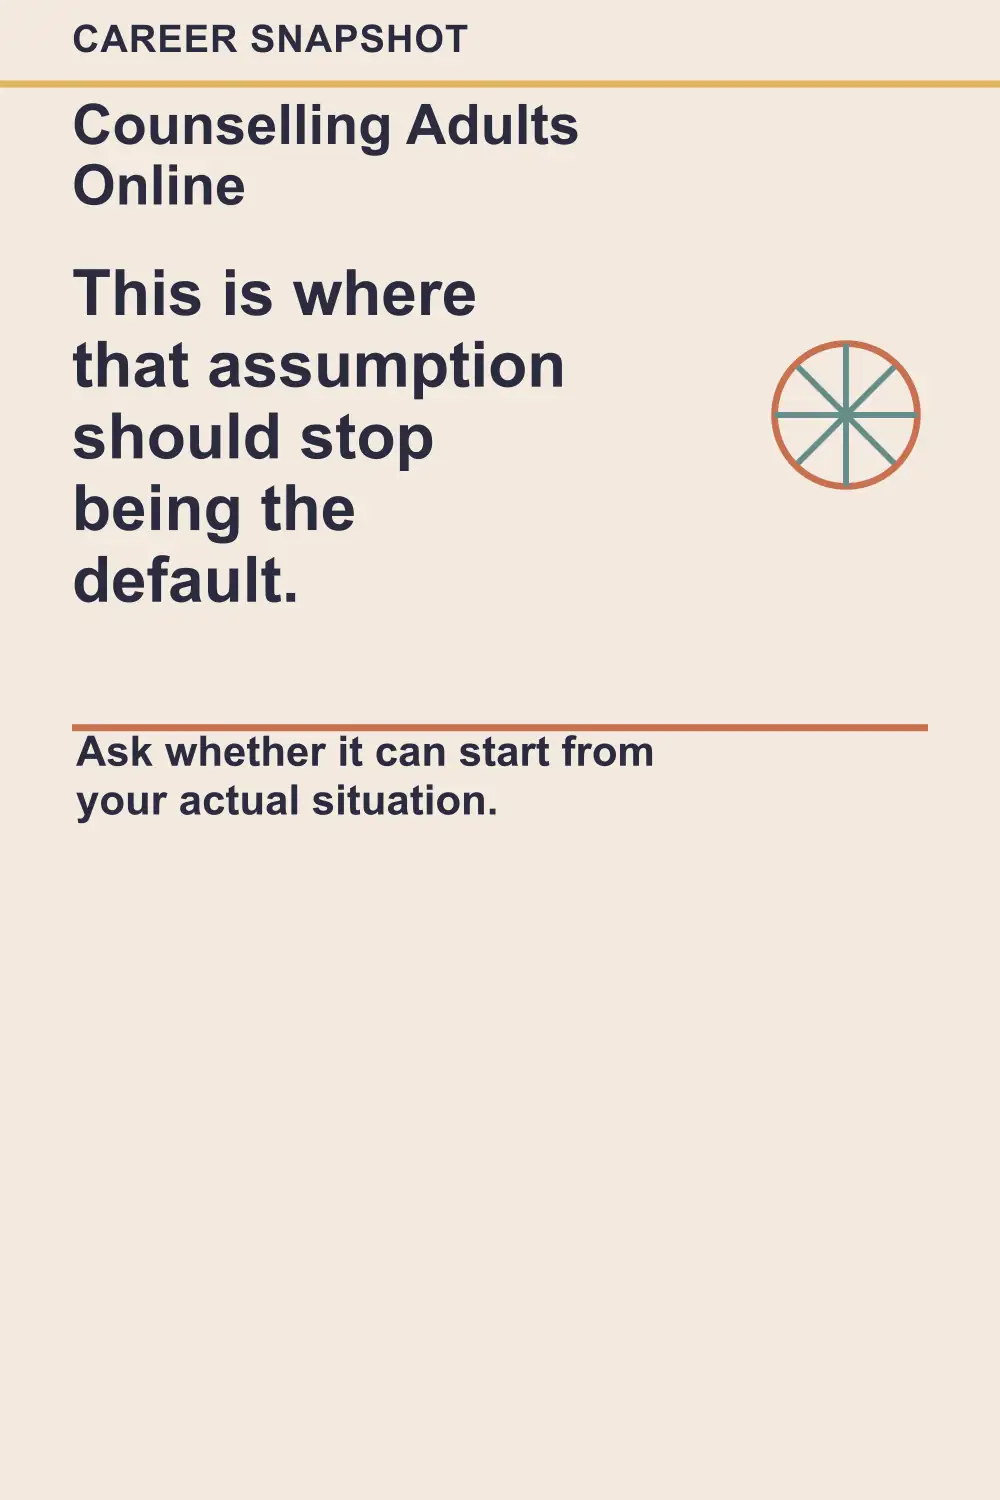 CAREER SNAPSHOT
Counselling Adults
Online
This is where
that assumption
should stop
being the
default.
Ask whether it can start from
your actual situation.